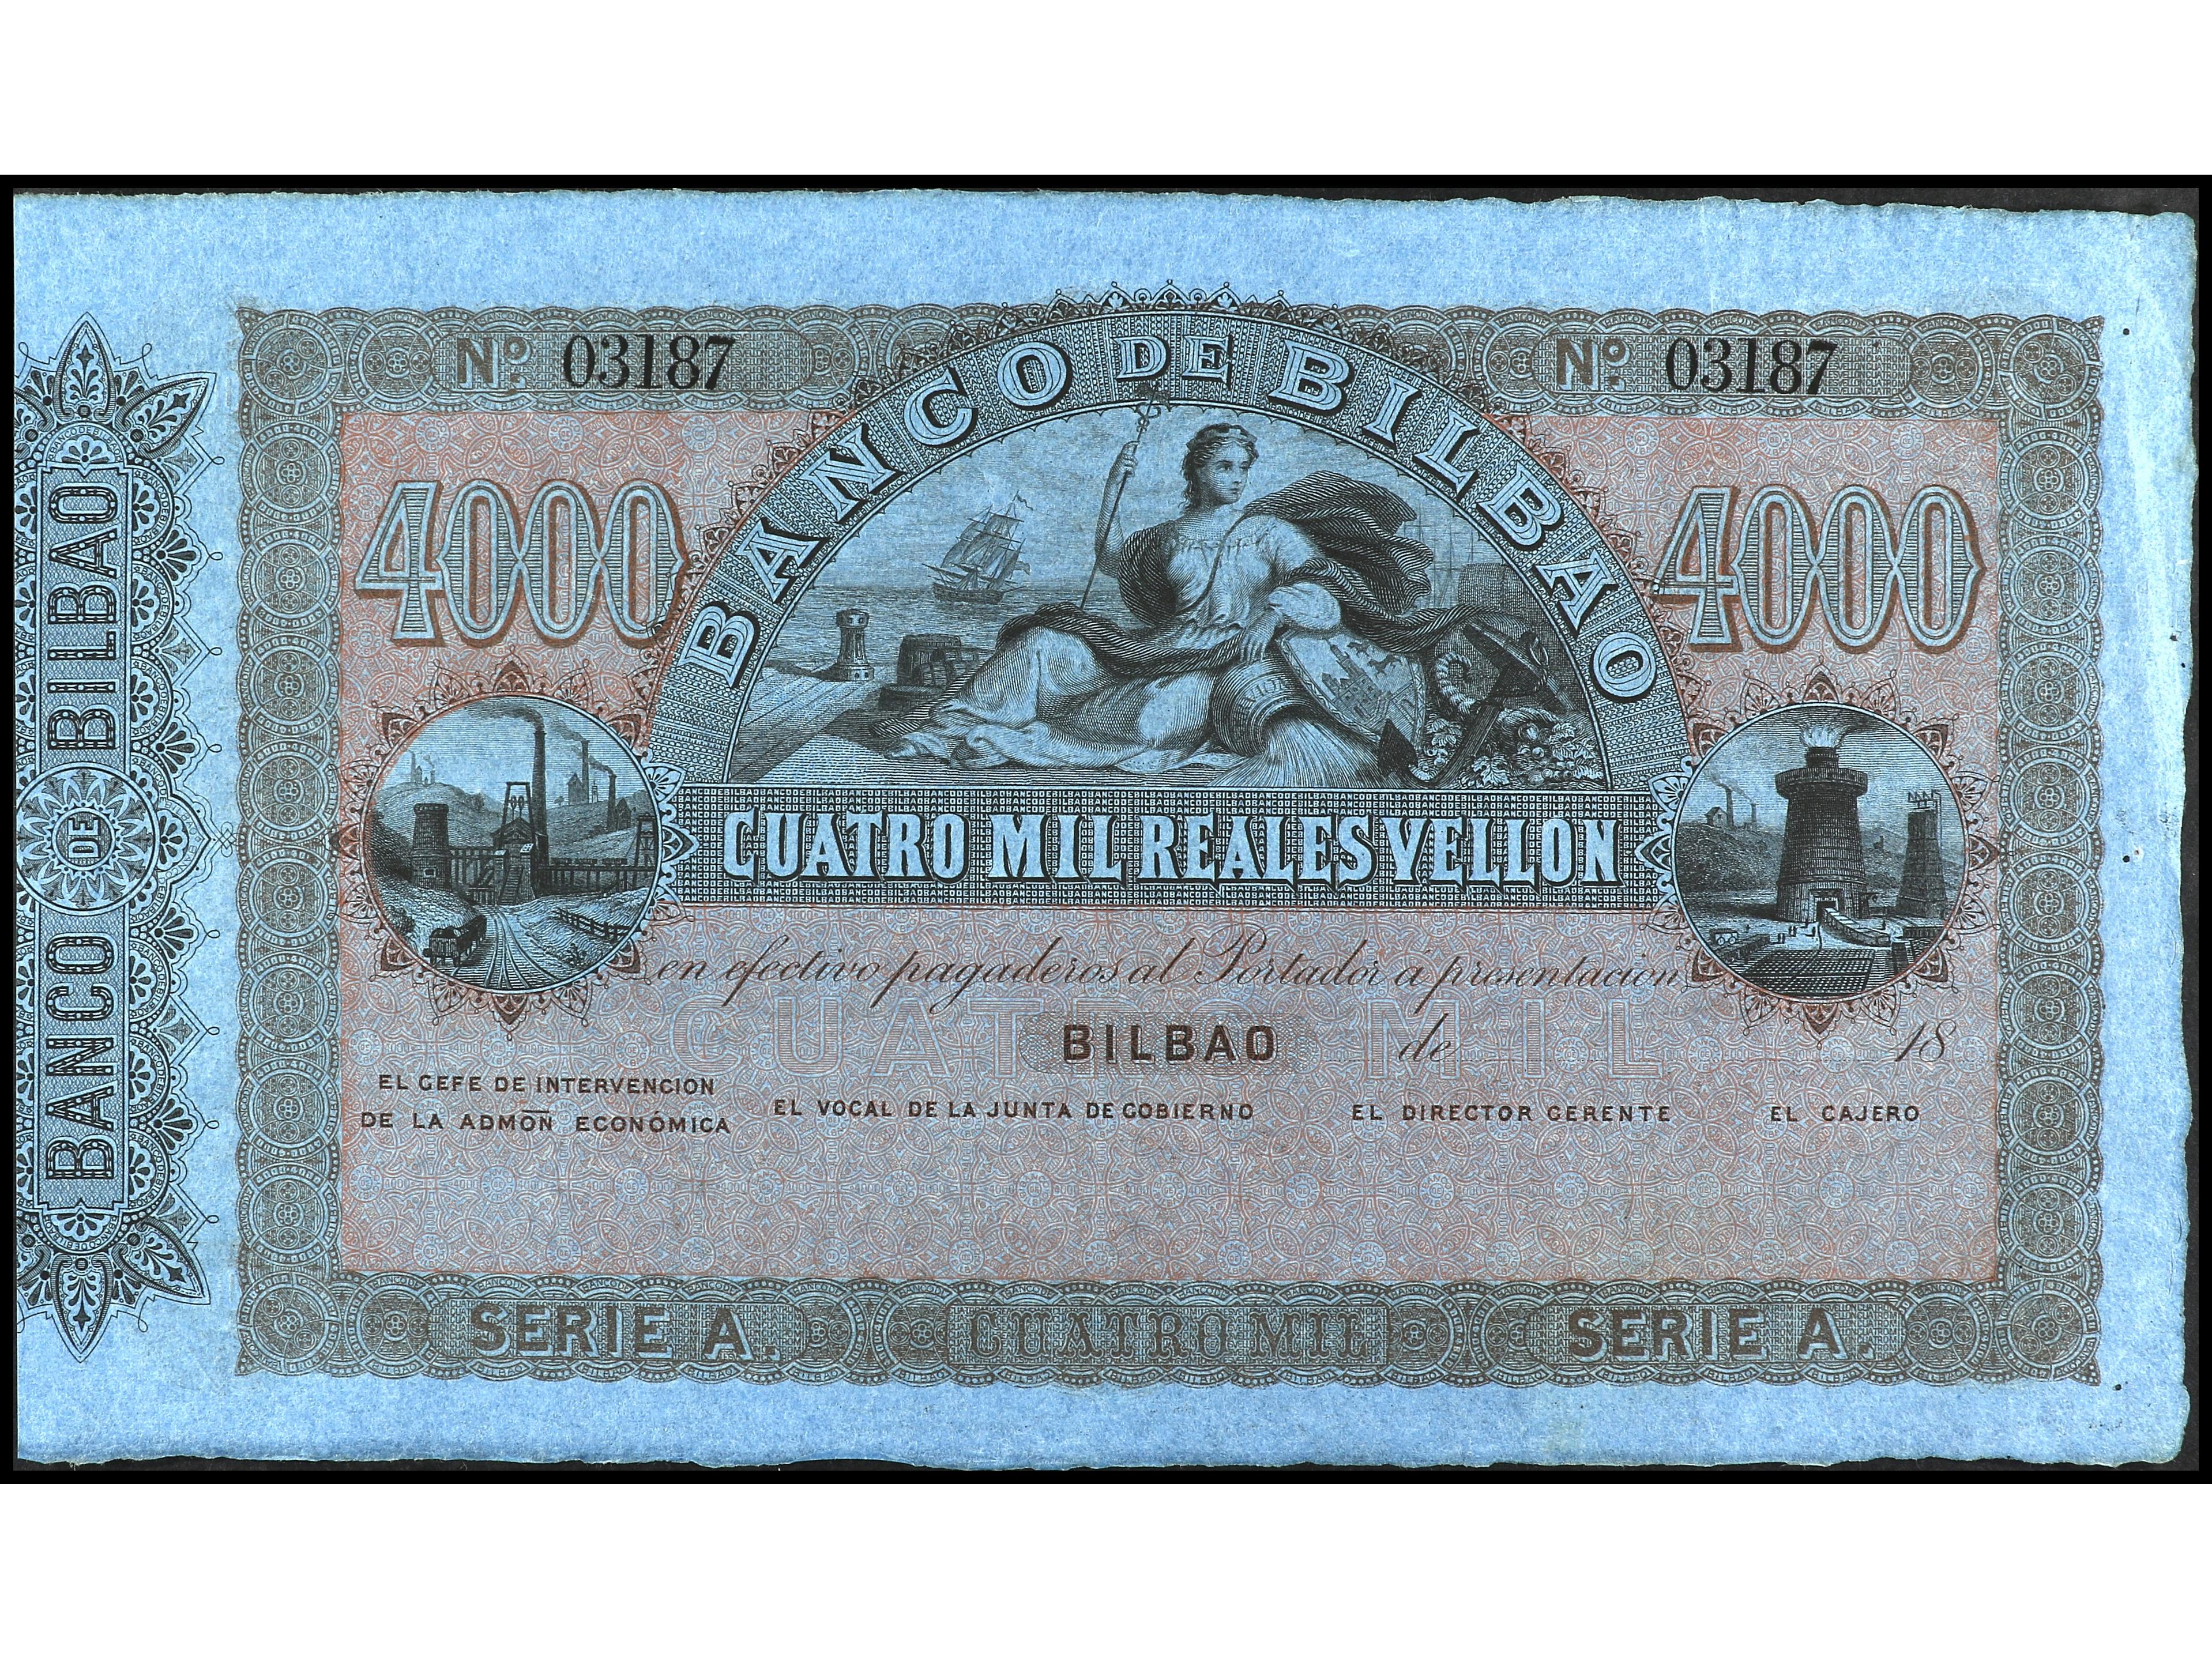 BANCO DE BILBAO
Nº 03187
Nº 03187
BANCO DE BILBAO
4000
4000
CUATRO MIL REALES VELLON
en efectivo pagaderos al Portador á presentacion
CUATRO MIL
BILBAO de 18
EL GEFE DE INTERVENCION
DE LA ADMON ECONÓMICA
EL VOCAL DE LA JUNTA DE GOBIERNO
EL DIRECTOR GERENTE
EL CAJERO
SERIE A.
CUATRO MIL
SERIE A.